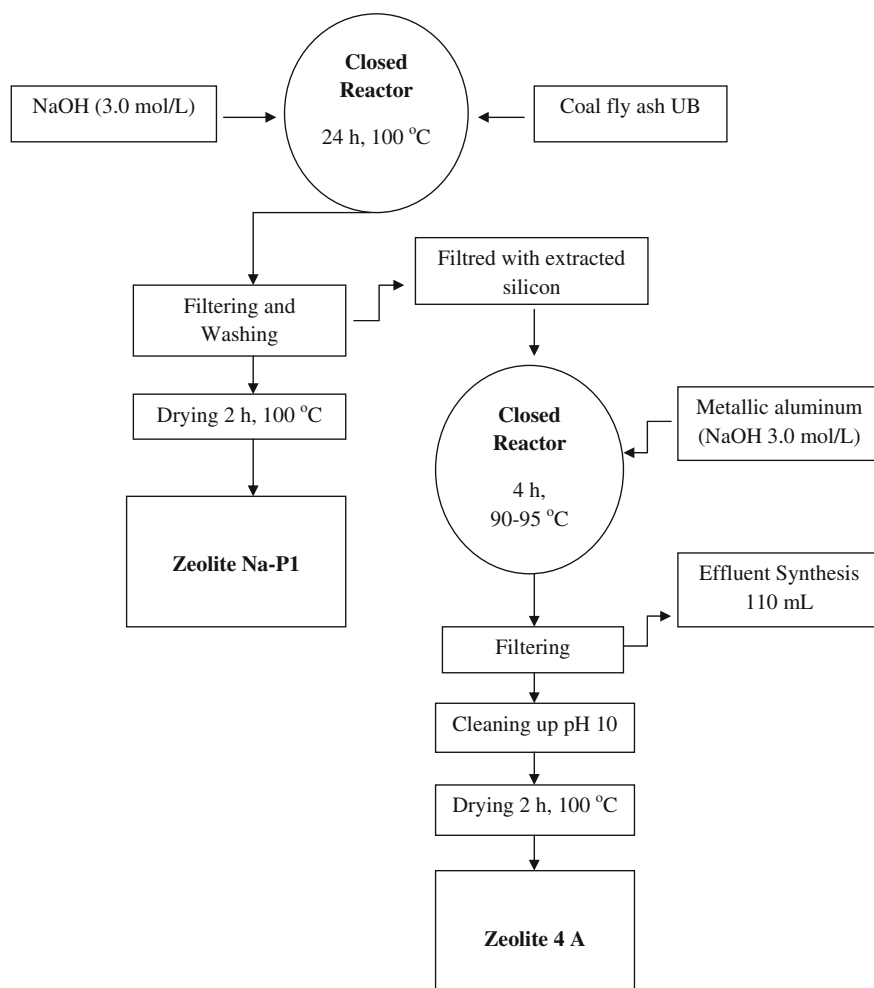 Closed
Reactor
24 h, 100 °C
NaOH (3.0 mol/L)
Coal fly ash UB
Filtred with extracted
silicon
Filtering and
Washing
Drying 2 h, 100 °C
Zeolite Na-P1
Closed
Reactor
4 h,
90-95 °C
Metallic aluminum
(NaOH 3.0 mol/L)
Effluent Synthesis
110 mL
Filtering
Cleaning up pH 10
Drying 2 h, 100 °C
Zeolite 4 A